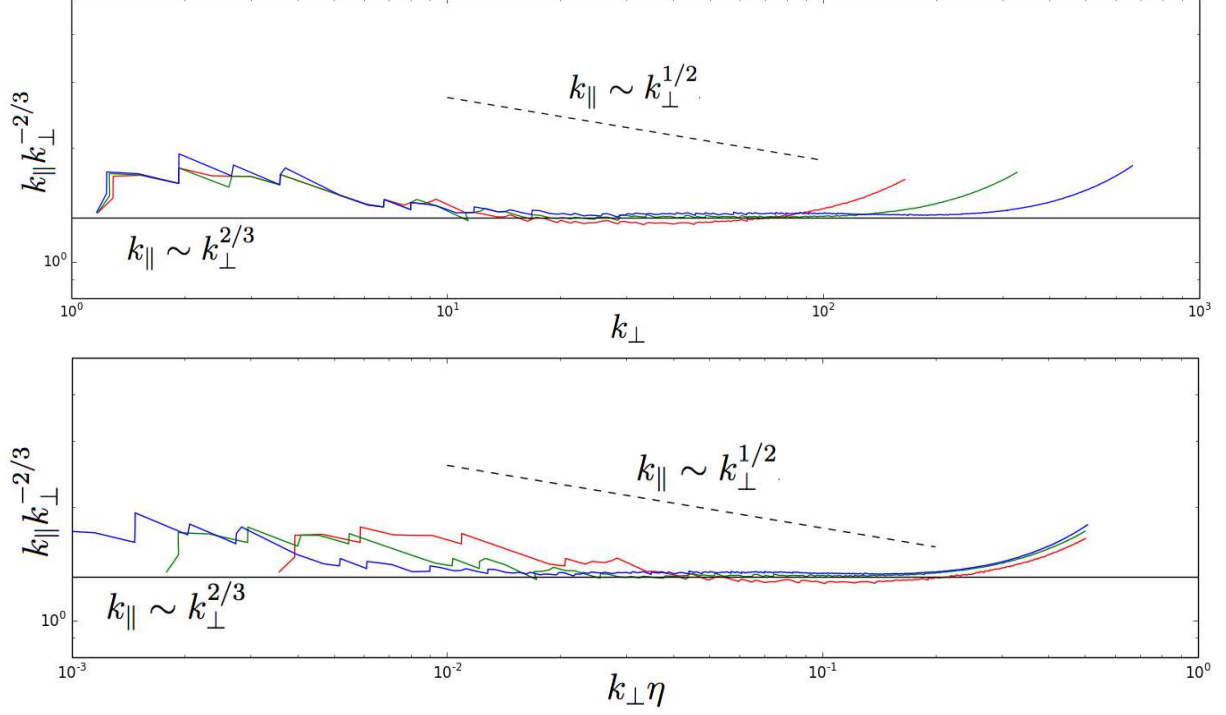 k_∥ ~ k_⊥^{1/2}
k_∥ k_⊥^{-2/3}
k_∥ ~ k_⊥^{2/3}
10^0
10^0 10^1 10^2 10^3
k_⊥
k_∥ ~ k_⊥^{1/2}
k_∥ k_⊥^{-2/3}
k_∥ ~ k_⊥^{2/3}
10^0
10^{-3} 10^{-2} 10^{-1} 10^0
k_⊥ η